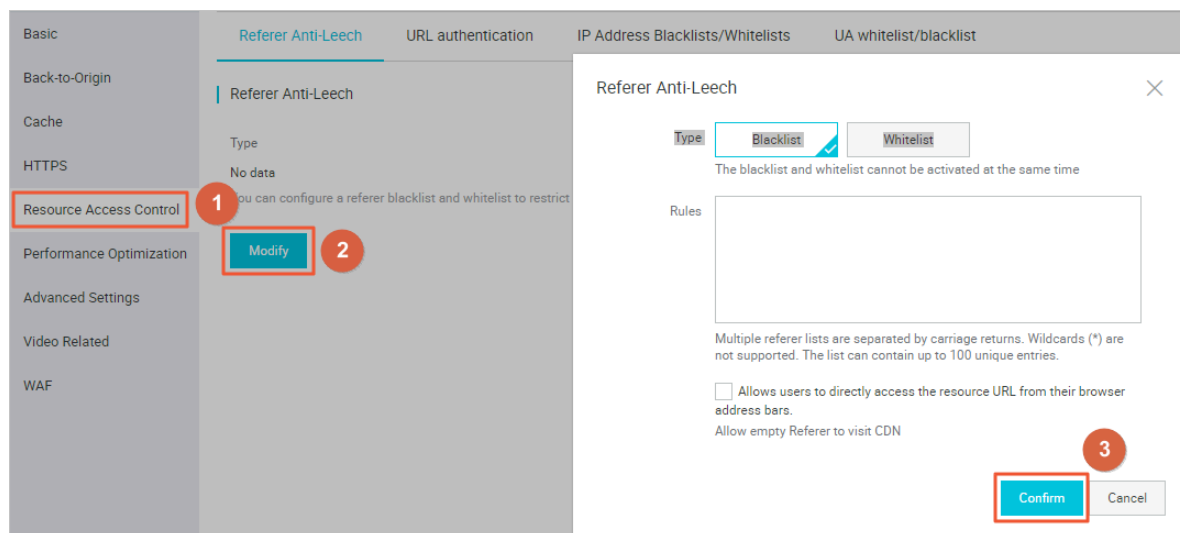 Basic
Back-to-Origin
Cache
HTTPS
Resource Access Control
1
Performance Optimization
Advanced Settings
Video Related
WAF
Referer Anti-Leech
URL authentication
IP Address Blacklists/Whitelists
UA whitelist/blacklist
Referer Anti-Leech
Type
No data
ou can configure a referer blacklist and whitelist to restrict
Modify
2
Referer Anti-Leech
Type
Blacklist
Whitelist
The blacklist and whitelist cannot be activated at the same time
Rules
Multiple referer lists are separated by carriage returns. Wildcards (*) are
not supported. The list can contain up to 100 unique entries.
Allows users to directly access the resource URL from their browser
address bars.
Allow empty Referer to visit CDN
3
Confirm
Cancel